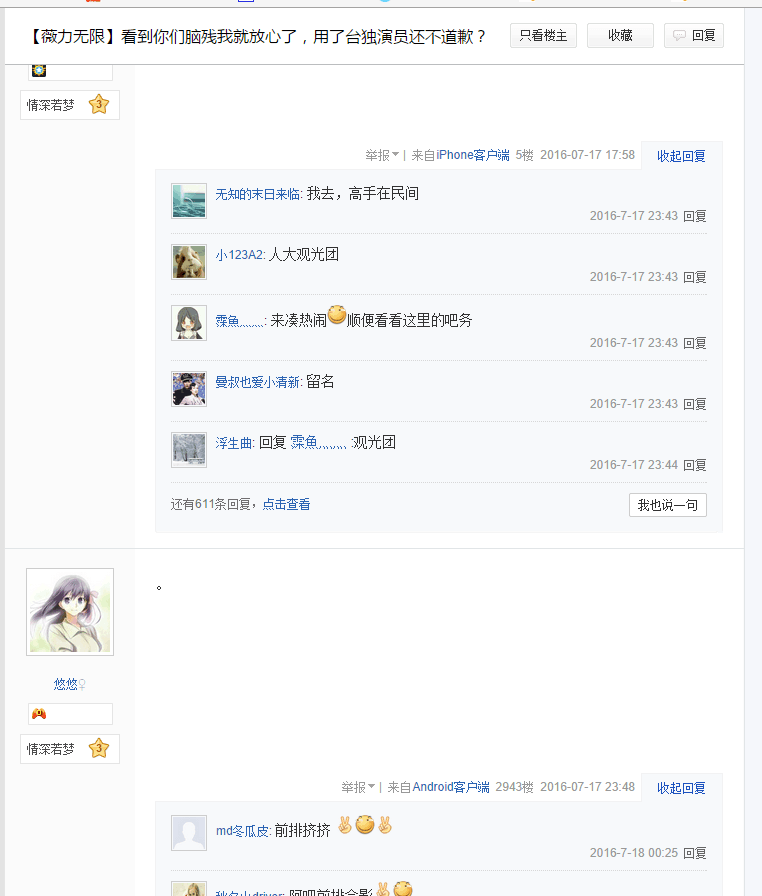 【薇力无限】看到你们脑残我就放心了，用了台独演员还不道歉？
只看楼主
收藏
回复
情深若梦 3
举报 | 来自iPhone客户端 5楼 2016-07-17 17:58 收起回复
无知的末日来临: 我去，高手在民间
2016-7-17 23:43 回复
小123A2: 人大观光团
2016-7-17 23:43 回复
霂魚灬灬: 来凑热闹顺便看看这里的吧务
2016-7-17 23:43 回复
曼叔也爱小清新: 留名
2016-7-17 23:43 回复
浮生曲: 回复 霂魚灬灬 :观光团
2016-7-17 23:44 回复
还有611条回复，点击查看
我也说一句
。
悠悠♀
情深若梦 3
举报 | 来自Android客户端 2943楼 2016-07-17 23:48 收起回复
md冬瓜皮: 前排挤挤
2016-7-18 00:25 回复